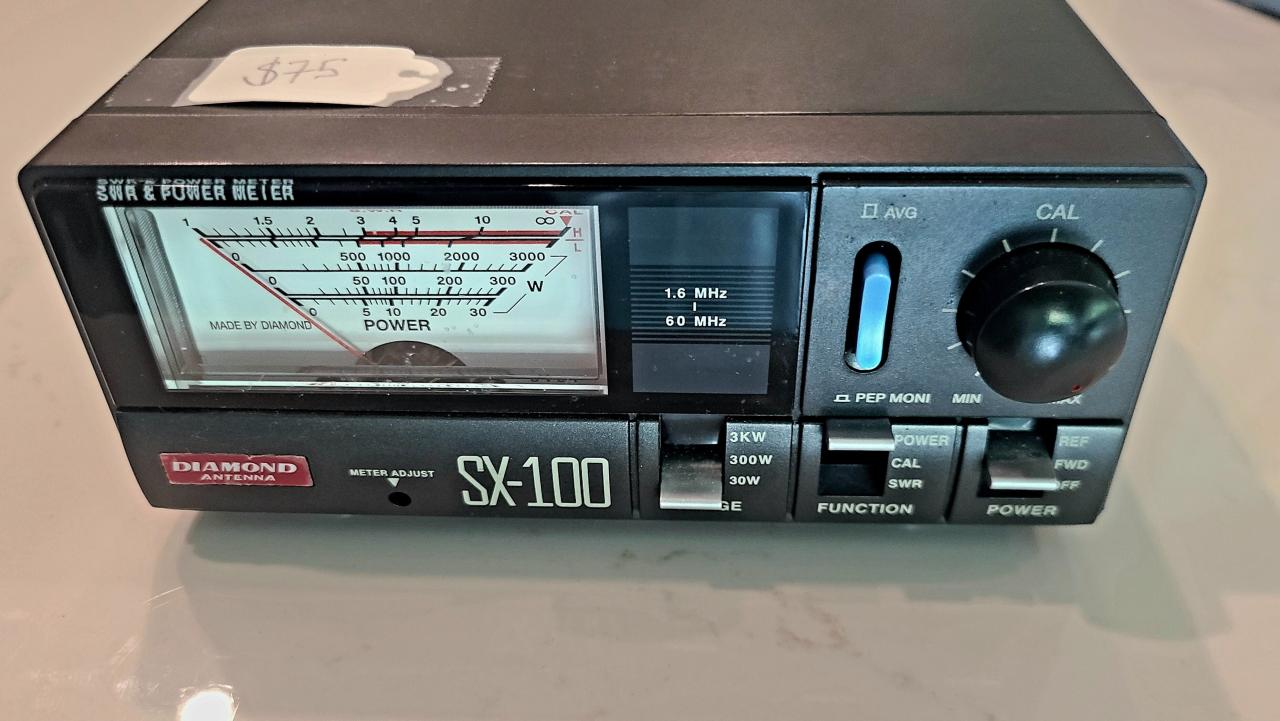 $75
SWR & POWER METER
1 1.5 2 3 4 5 10 ∞ CAL
H
L
0 500 1000 2000 3000
0 50 100 200 300
W
0 5 10 20 30
MADE BY DIAMOND
POWER
1.6 MHz
60 MHz
AVG
PEP MONI
CAL
MIN
DIAMOND
ANTENNA
METER ADJUST
SX-100
3KW
300W
30W
POWER
CAL
SWR
FUNCTION
REF
FWD
POWER